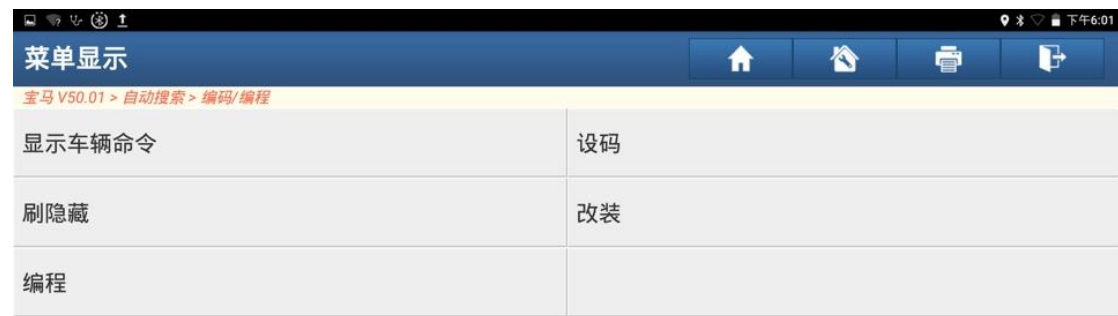 下午6:01
菜单显示
宝马 V50.01 > 自动搜索 > 编码/编程
显示车辆命令
设码
刷隐藏
改装
编程